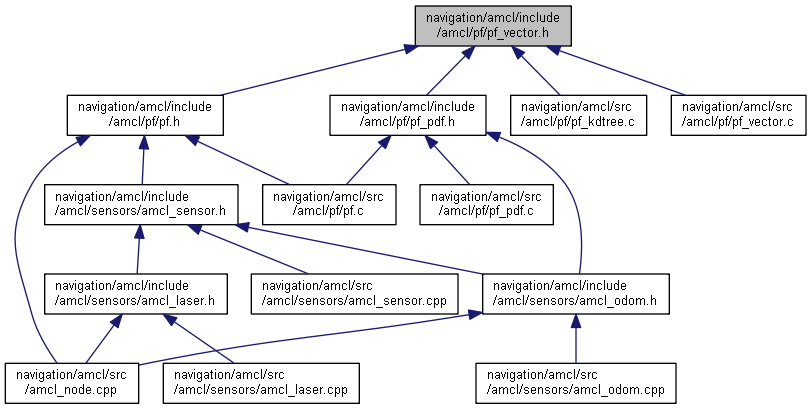 navigation/amcl/include
/amcl/pf/pf_vector.h
navigation/amcl/include
/amcl/pf/pf.h
navigation/amcl/include
/amcl/pf/pf_pdf.h
navigation/amcl/src
/amcl/pf/pf_kdtree.c
navigation/amcl/src
/amcl/pf/pf_vector.c
navigation/amcl/include
/amcl/sensors/amcl_sensor.h
navigation/amcl/src
/amcl/pf/pf.c
navigation/amcl/src
/amcl/pf/pf_pdf.c
navigation/amcl/include
/amcl/sensors/amcl_laser.h
navigation/amcl/src
/amcl/sensors/amcl_sensor.cpp
navigation/amcl/include
/amcl/sensors/amcl_odom.h
navigation/amcl/src
/amcl_node.cpp
navigation/amcl/src
/amcl/sensors/amcl_laser.cpp
navigation/amcl/src
/amcl/sensors/amcl_odom.cpp